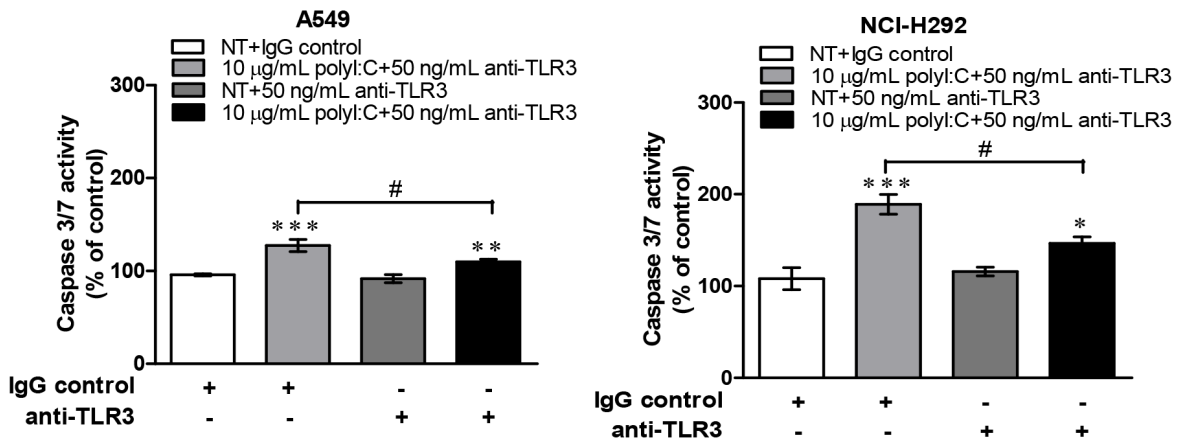 A549
NT+IgG control
10 μg/mL polyI:C+50 ng/mL anti-TLR3
NT+50 ng/mL anti-TLR3
10 μg/mL polyI:C+50 ng/mL anti-TLR3
Caspase 3/7 activity
(% of control)
300
200
100
0
***
#
**
IgG control + + - -
anti-TLR3 - - + +
NCI-H292
NT+IgG control
10 μg/mL polyI:C+50 ng/mL anti-TLR3
NT+50 ng/mL anti-TLR3
10 μg/mL polyI:C+50 ng/mL anti-TLR3
Caspase 3/7 activity
(% of control)
300
200
100
0
***
#
*
IgG control + + - -
anti-TLR3 - - + +